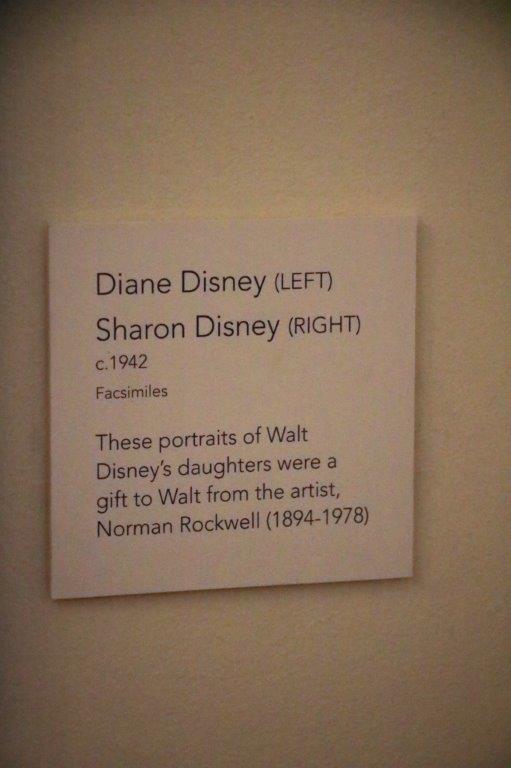 Diane Disney (LEFT)
Sharon Disney (RIGHT)
c.1942
Facsimiles
These portraits of Walt
Disney's daughters were a
gift to Walt from the artist,
Norman Rockwell (1894-1978)